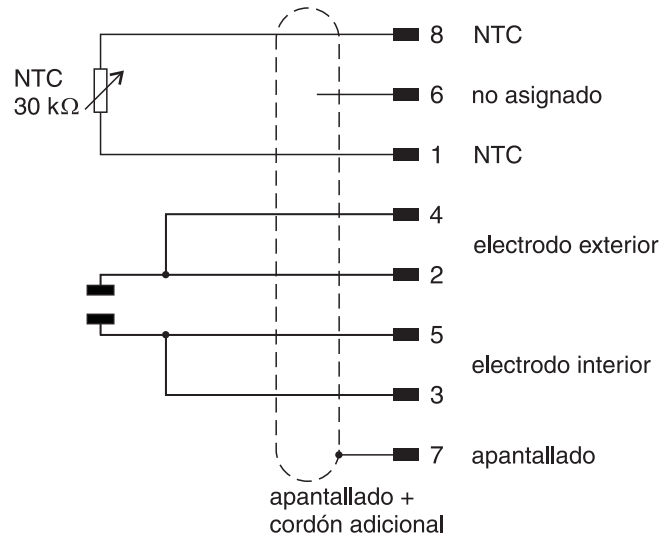 8 NTC
NTC
30 kΩ
6 no asignado
1 NTC
4
electrodo exterior
2
5
electrodo interior
3
7 apantallado
apantallado +
cordón adicional